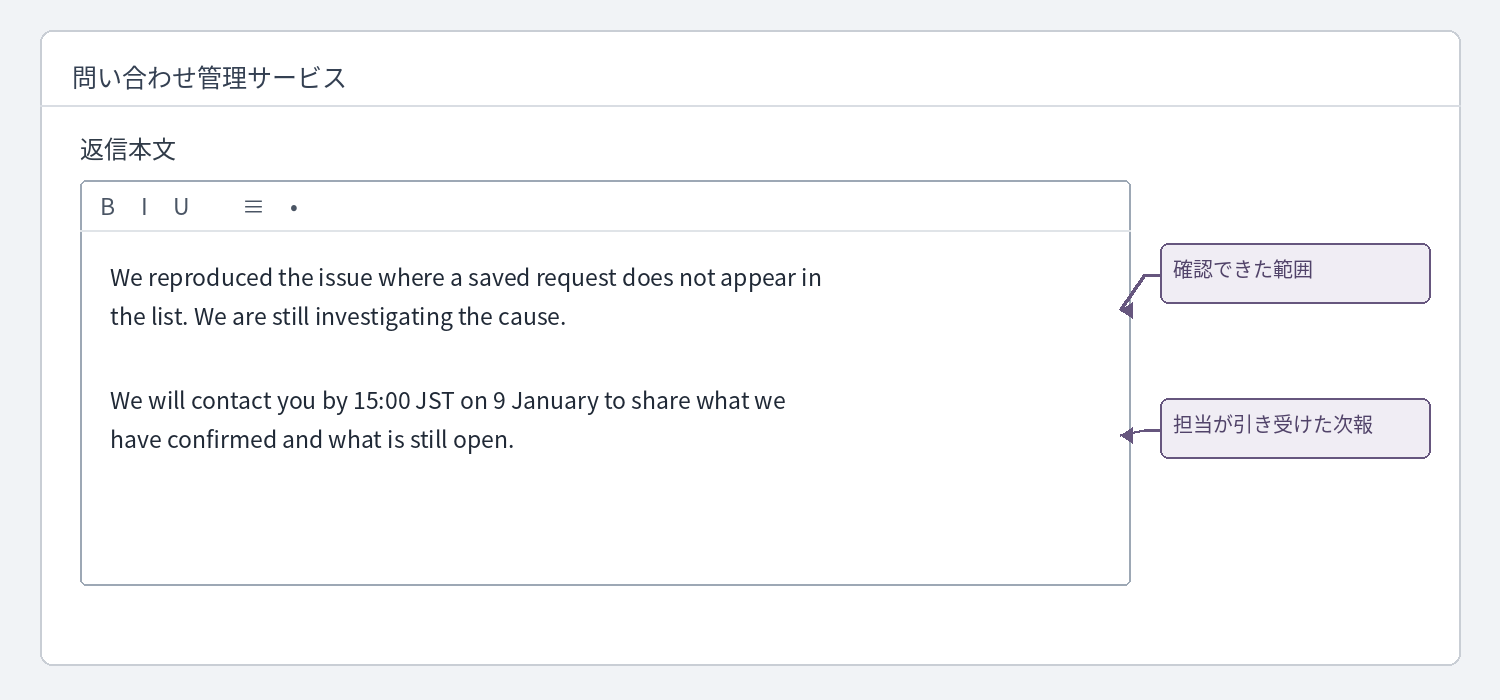 問い合わせ管理サービス
返信本文
B I U ≡ •
We reproduced the issue where a saved request does not appear in
the list. We are still investigating the cause.
確認できた範囲
We will contact you by 15:00 JST on 9 January to share what we
have confirmed and what is still open.
担当が引き受けた次報